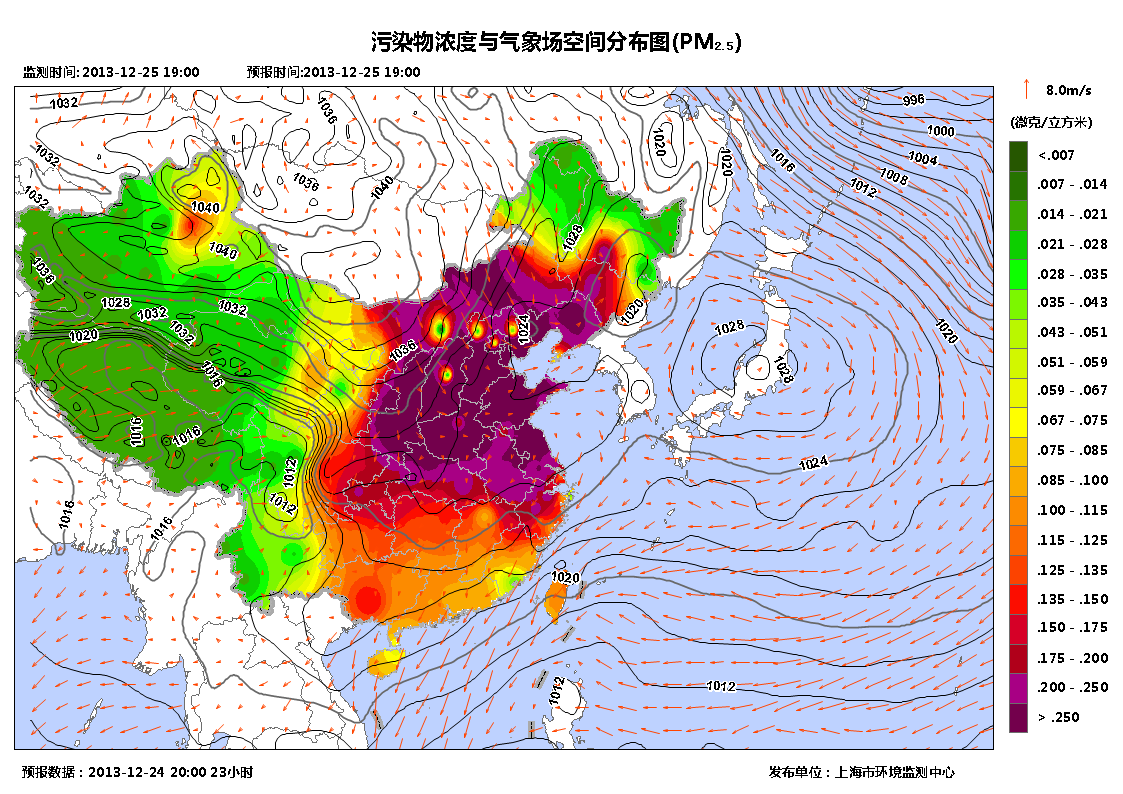 污染物浓度与气象场空间分布图(PM2.5)
监测时间:2013-12-25 19:00 预报时间:2013-12-25 19:00
8.0m/s
(微克/立方米)
<.007
.007 - .014
.014 - .021
.021 - .028
.028 - .035
.035 - .043
.043 - .051
.051 - .059
.059 - .067
.067 - .075
.075 - .085
.085 - .100
.100 - .115
.115 - .125
.125 - .135
.135 - .150
.150 - .175
.175 - .200
.200 - .250
> .250
1032
1036
1020
1020
1016
996
1000
1004
1008
1012
1032
1036
1040
1032
1040
1040
1028
1036
1028
1032
1032
1020
1032
1016
1036
1024
1020
1028
1028
1020
1016
1016
1012
1012
1016
1016
1024
1020
1012
1012
预报数据：2013-12-24 20:00 23小时
发布单位：上海市环境监测中心